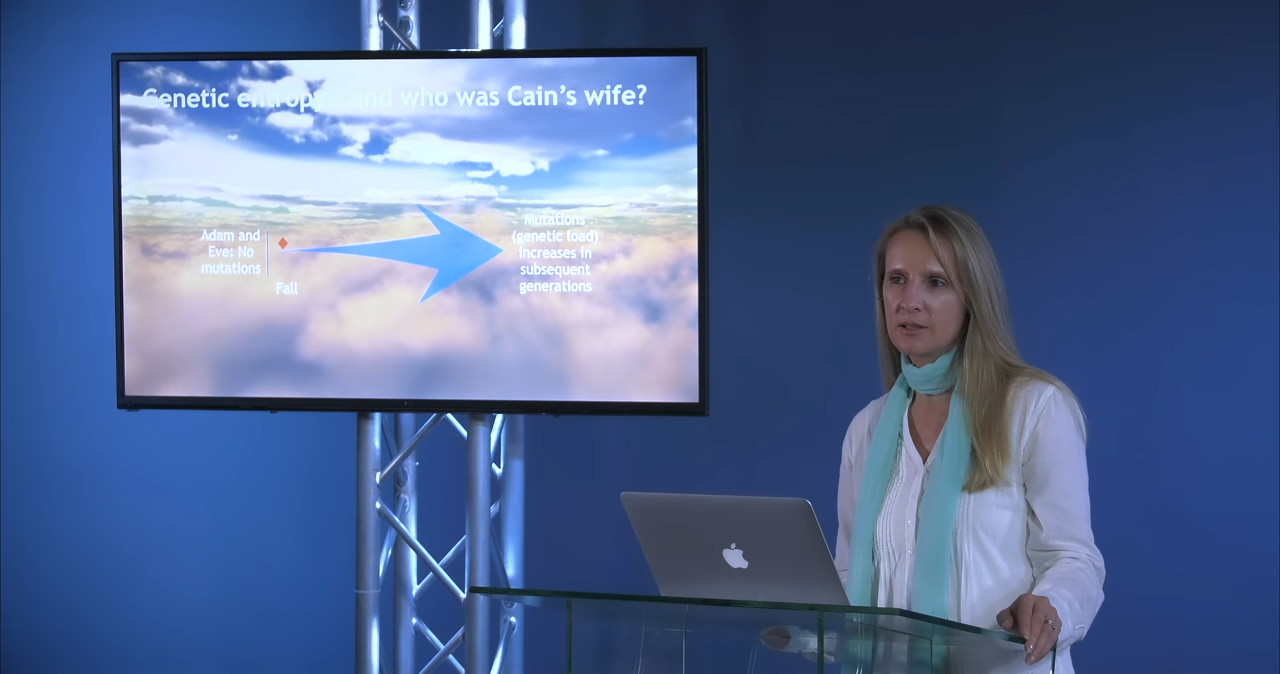 Genetic entropy – and who was Cain's wife?
Adam and
Eve: No
mutations
Fall
Mutations
(genetic load)
increases in
subsequent
generations